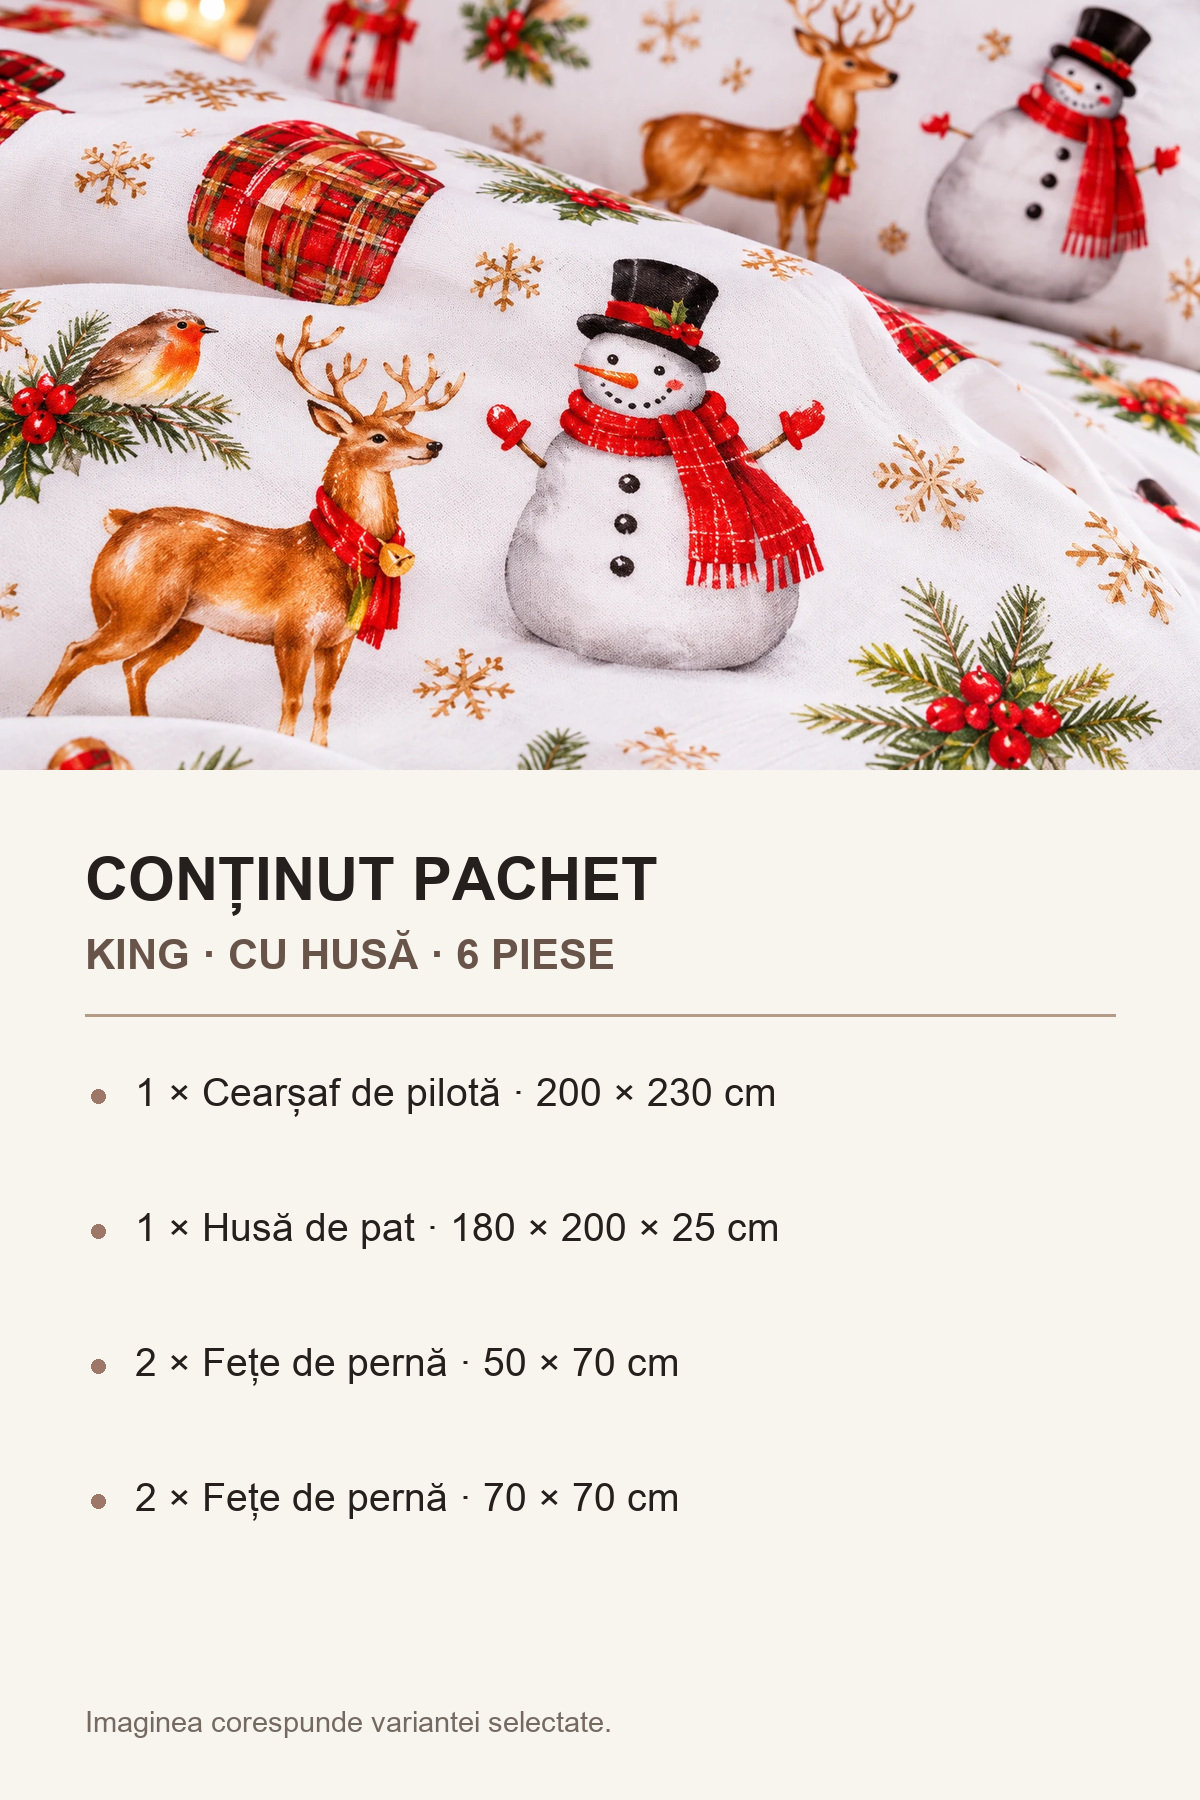 CONȚINUT PACHET
KING · CU HUSĂ · 6 PIESE
1 × Cearșaf de pilotă · 200 × 230 cm
1 × Husă de pat · 180 × 200 × 25 cm
2 × Fețe de pernă · 50 × 70 cm
2 × Fețe de pernă · 70 × 70 cm
Imaginea corespunde variantei selectate.